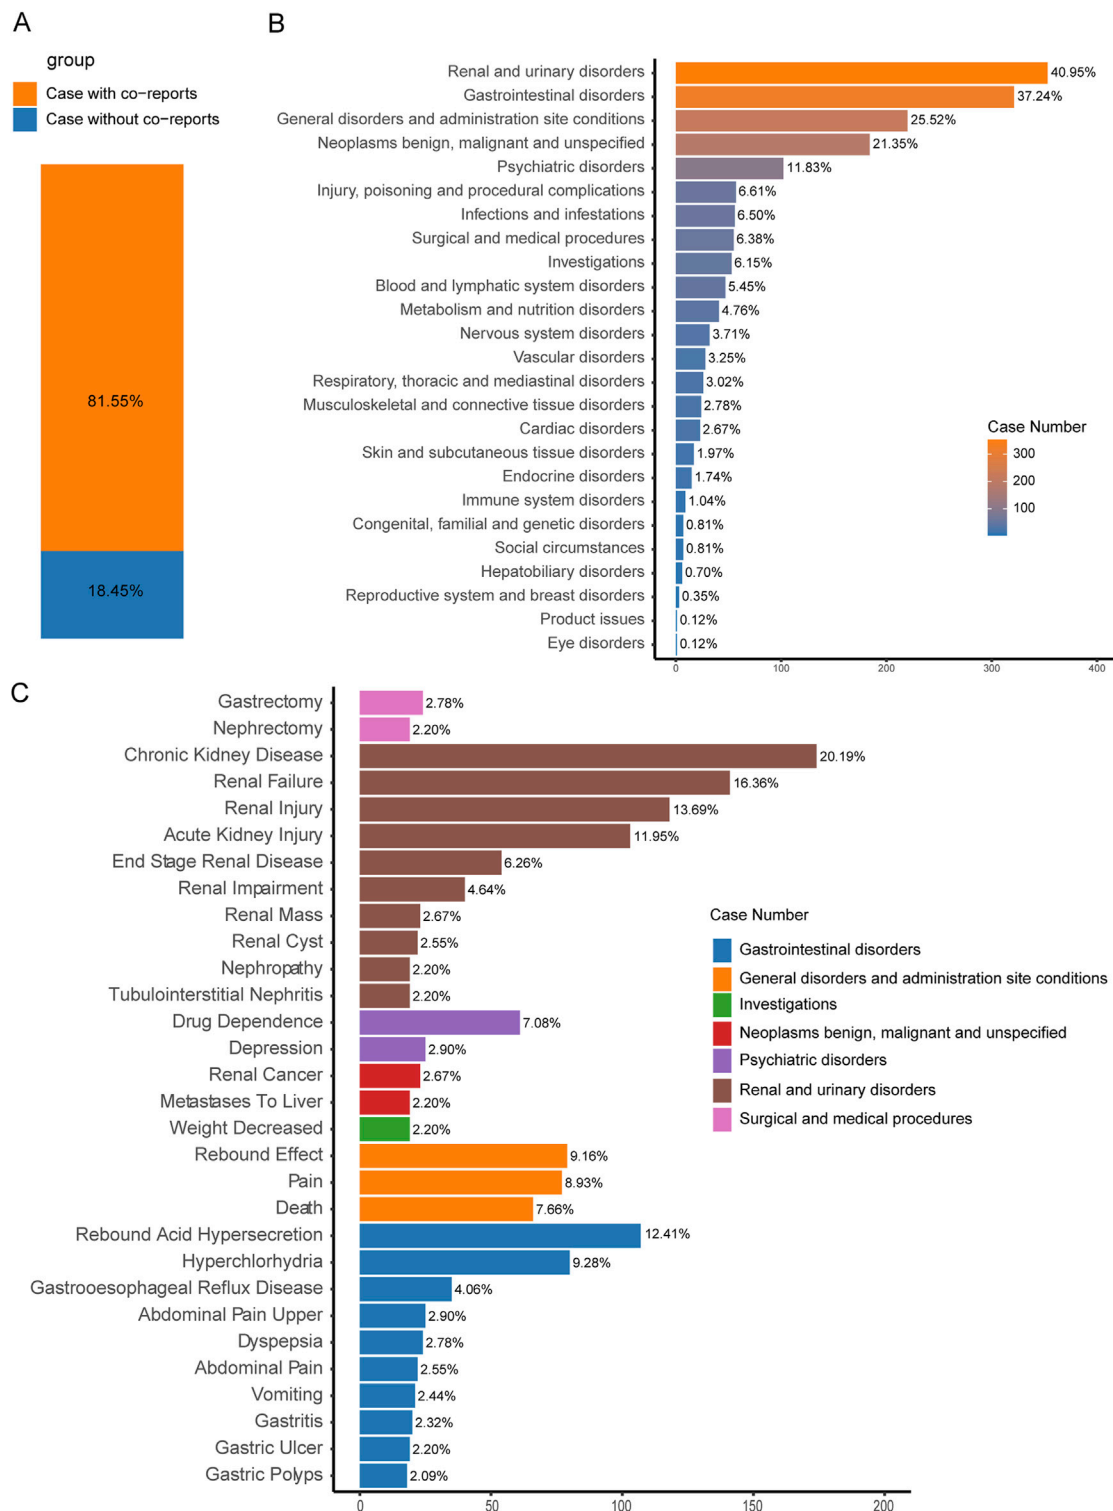 A
group
Case with co-reports
Case without co-reports
81.55%
18.45%
B
Renal and urinary disorders 40.95%
Gastrointestinal disorders 37.24%
General disorders and administration site conditions 25.52%
Neoplasms benign, malignant and unspecified 21.35%
Psychiatric disorders 11.83%
Injury, poisoning and procedural complications 6.61%
Infections and infestations 6.50%
Surgical and medical procedures 6.38%
Investigations 6.15%
Blood and lymphatic system disorders 5.45%
Metabolism and nutrition disorders 4.76%
Nervous system disorders 3.71%
Vascular disorders 3.25%
Respiratory, thoracic and mediastinal disorders 3.02%
Musculoskeletal and connective tissue disorders 2.78%
Cardiac disorders 2.67%
Skin and subcutaneous tissue disorders 1.97%
Endocrine disorders 1.74%
Immune system disorders 1.04%
Congenital, familial and genetic disorders 0.81%
Social circumstances 0.81%
Hepatobiliary disorders 0.70%
Reproductive system and breast disorders 0.35%
Product issues 0.12%
Eye disorders 0.12%
0 100 200 300 400
Case Number
300
200
100
C
Gastrectomy 2.78%
Nephrectomy 2.20%
Chronic Kidney Disease 20.19%
Renal Failure 16.36%
Renal Injury 13.69%
Acute Kidney Injury 11.95%
End Stage Renal Disease 6.26%
Renal Impairment 4.64%
Renal Mass 2.67%
Renal Cyst 2.55%
Nephropathy 2.20%
Tubulointerstitial Nephritis 2.20%
Drug Dependence 7.08%
Depression 2.90%
Renal Cancer 2.67%
Metastases To Liver 2.20%
Weight Decreased 2.20%
Rebound Effect 9.16%
Pain 8.93%
Death 7.66%
Rebound Acid Hypersecretion 12.41%
Hyperchlorhydria 9.28%
Gastrooesophageal Reflux Disease 4.06%
Abdominal Pain Upper 2.90%
Dyspepsia 2.78%
Abdominal Pain 2.55%
Vomiting 2.44%
Gastritis 2.32%
Gastric Ulcer 2.20%
Gastric Polyps 2.09%
0 50 100 150 200
Case Number
Gastrointestinal disorders
General disorders and administration site conditions
Investigations
Neoplasms benign, malignant and unspecified
Psychiatric disorders
Renal and urinary disorders
Surgical and medical procedures